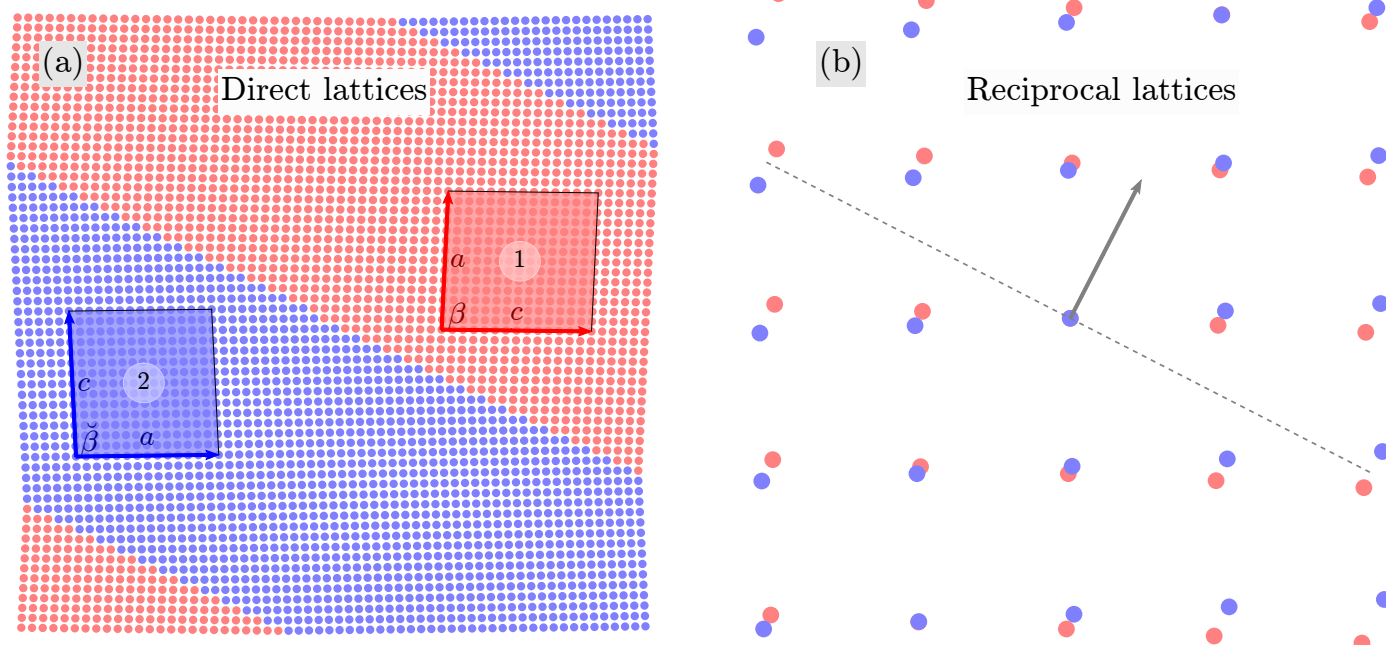 (a)
Direct lattices
1
a
β
c
2
c
β̆
a
(b)
Reciprocal lattices